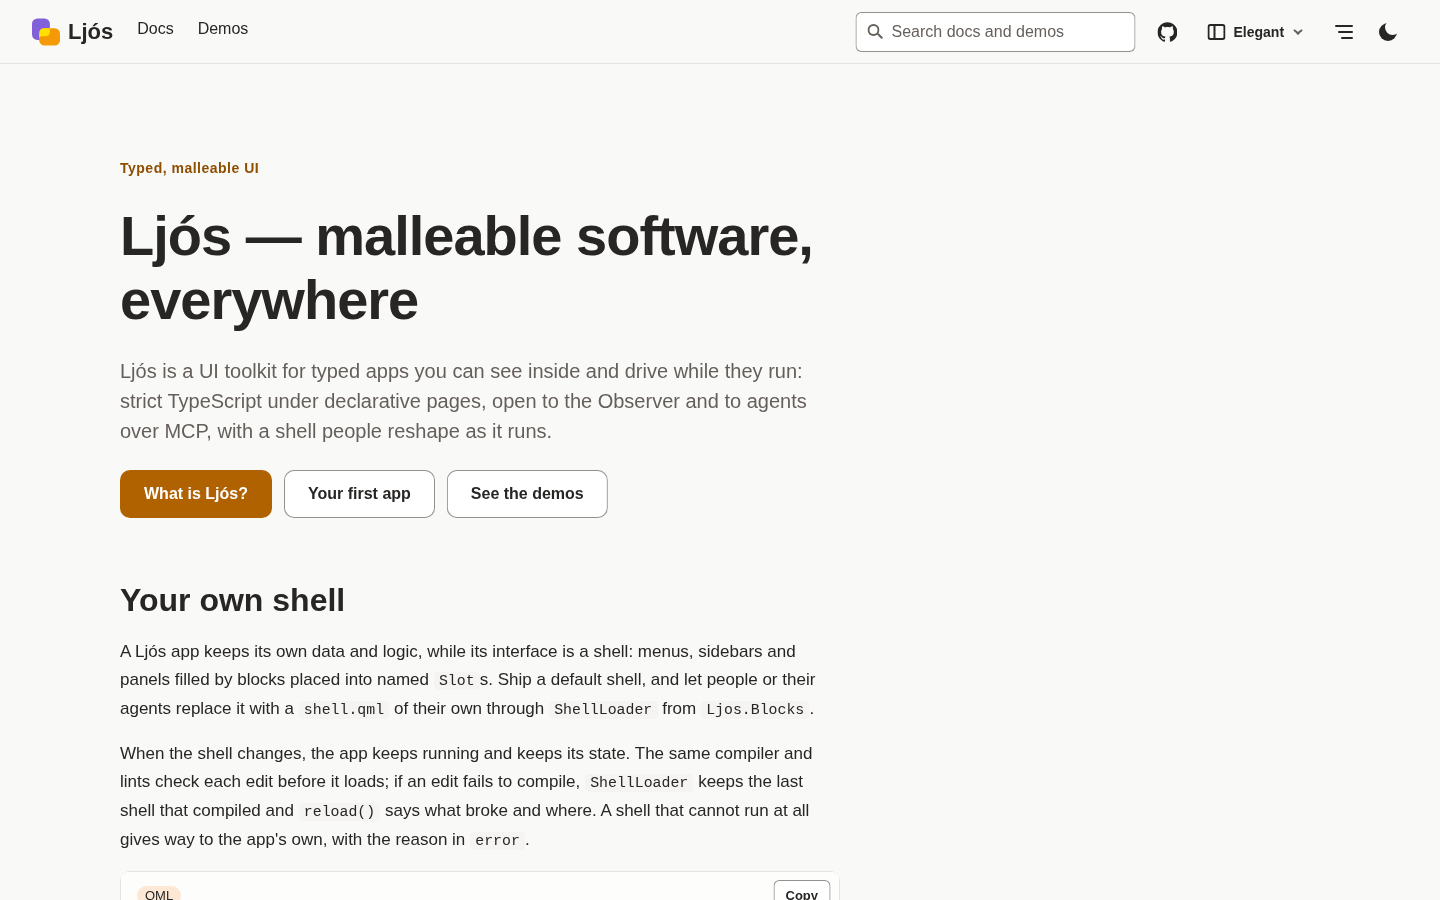 Ljós
Docs
Demos
Search docs and demos
Elegant
Typed, malleable UI
Ljós — malleable software,
everywhere
Ljós is a UI toolkit for typed apps you can see inside and drive while they run:
strict TypeScript under declarative pages, open to the Observer and to agents
over MCP, with a shell people reshape as it runs.
What is Ljós?
Your first app
See the demos
Your own shell
A Ljós app keeps its own data and logic, while its interface is a shell: menus, sidebars and
panels filled by blocks placed into named Slots. Ship a default shell, and let people or their
agents replace it with a shell.qml of their own through ShellLoader from Ljos.Blocks.
When the shell changes, the app keeps running and keeps its state. The same compiler and
lints check each edit before it loads; if an edit fails to compile, ShellLoader keeps the last
shell that compiled and reload() says what broke and where. A shell that cannot run at all
gives way to the app's own, with the reason in error.
QML
Copy